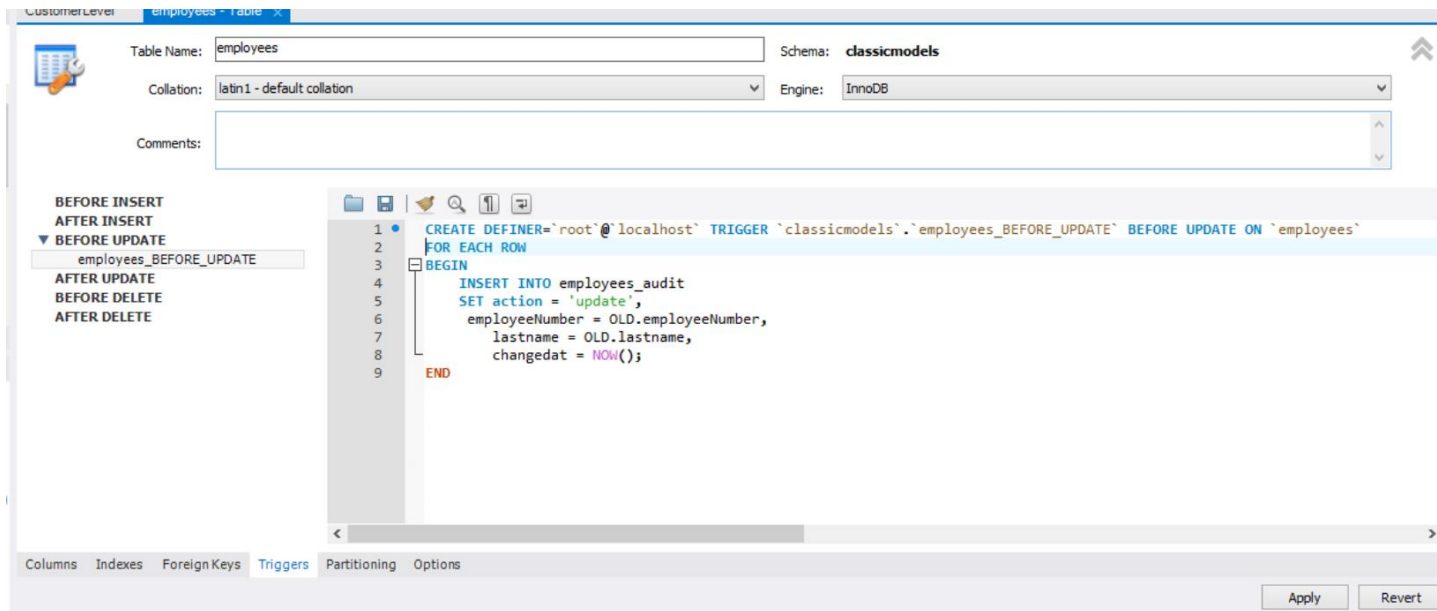 CustomerLevel employees - Table ×
Table Name: employees Schema: classicmodels
Collation: latin1 - default collation Engine: InnoDB
Comments:
BEFORE INSERT
AFTER INSERT
BEFORE UPDATE
employees_BEFORE_UPDATE
AFTER UPDATE
BEFORE DELETE
AFTER DELETE
1 CREATE DEFINER=`root`@`localhost` TRIGGER `classicmodels`.`employees_BEFORE_UPDATE` BEFORE UPDATE ON `employees`
2 FOR EACH ROW
3 BEGIN
4 INSERT INTO employees_audit
5 SET action = 'update',
6 employeeNumber = OLD.employeeNumber,
7 lastname = OLD.lastname,
8 changedat = NOW();
9 END
Columns Indexes Foreign Keys Triggers Partitioning Options
Apply Revert